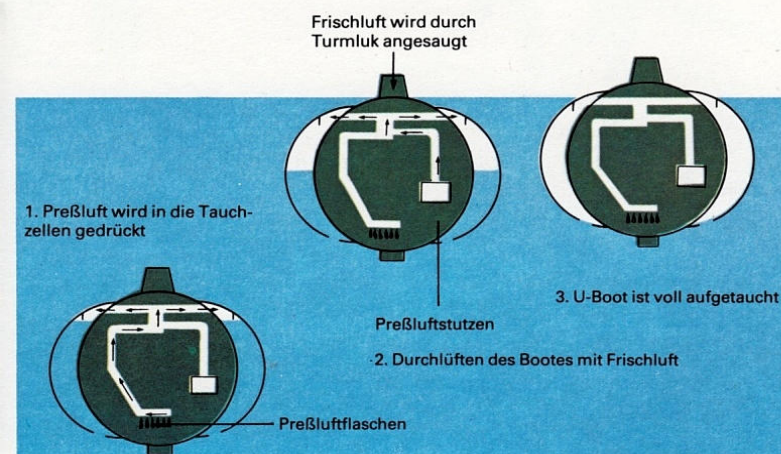 Frischluft wird durch
Turmluk angesaugt
1. Preßluft wird in die Tauch-
zellen gedrückt
3. U-Boot ist voll aufgetaucht
Preßluftstutzen
2. Durchlüften des Bootes mit Frischluft
Preßluftflaschen